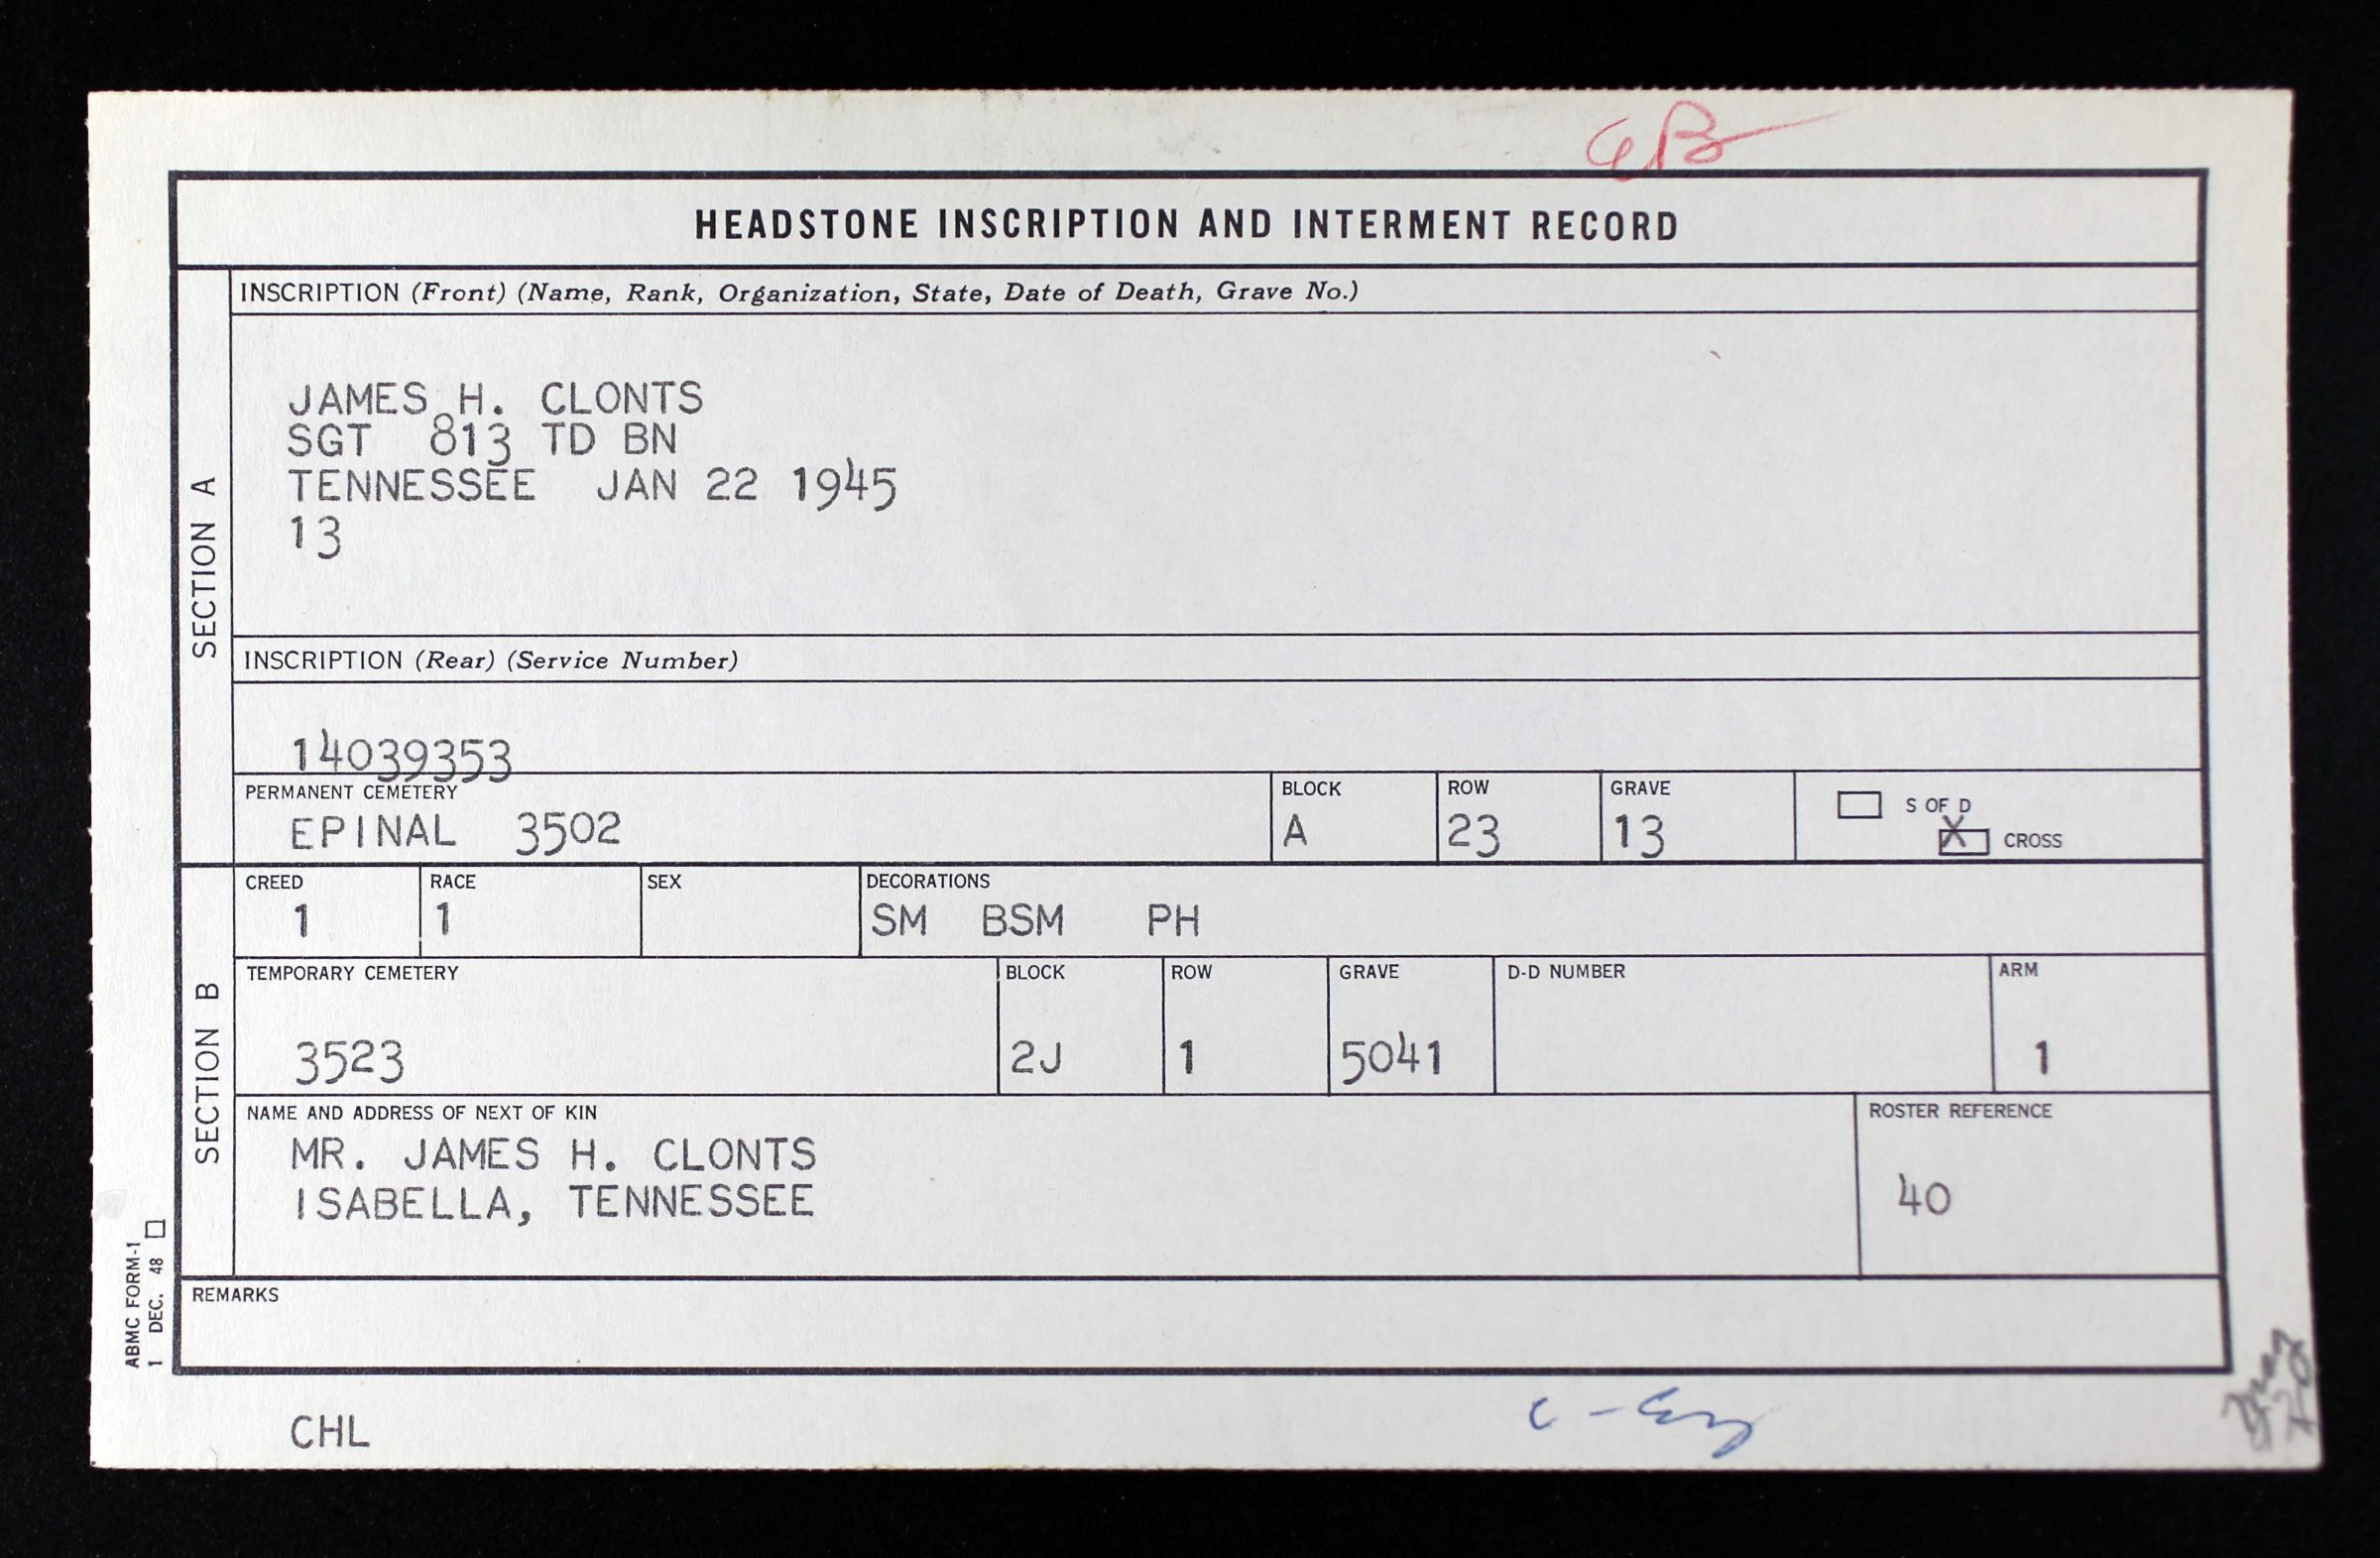 HEADSTONE INSCRIPTION AND INTERMENT RECORD
SECTION A
INSCRIPTION (Front) (Name, Rank, Organization, State, Date of Death, Grave No.)
JAMES H. CLONTS
SGT 813 TD BN
TENNESSEE JAN 22 1945
13
INSCRIPTION (Rear) (Service Number)
14039353
PERMANENT CEMETERY BLOCK ROW GRAVE
EPINAL 3502 A 23 13
S OF D
X CROSS
SECTION B
CREED RACE SEX DECORATIONS
1 1 SM BSM PH
TEMPORARY CEMETERY BLOCK ROW GRAVE D-D NUMBER ARM
3523 2J 1 5041 1
NAME AND ADDRESS OF NEXT OF KIN ROSTER REFERENCE
MR. JAMES H. CLONTS
ISABELLA, TENNESSEE
40
REMARKS
ABMC FORM-1
1 DEC. 48
CHL